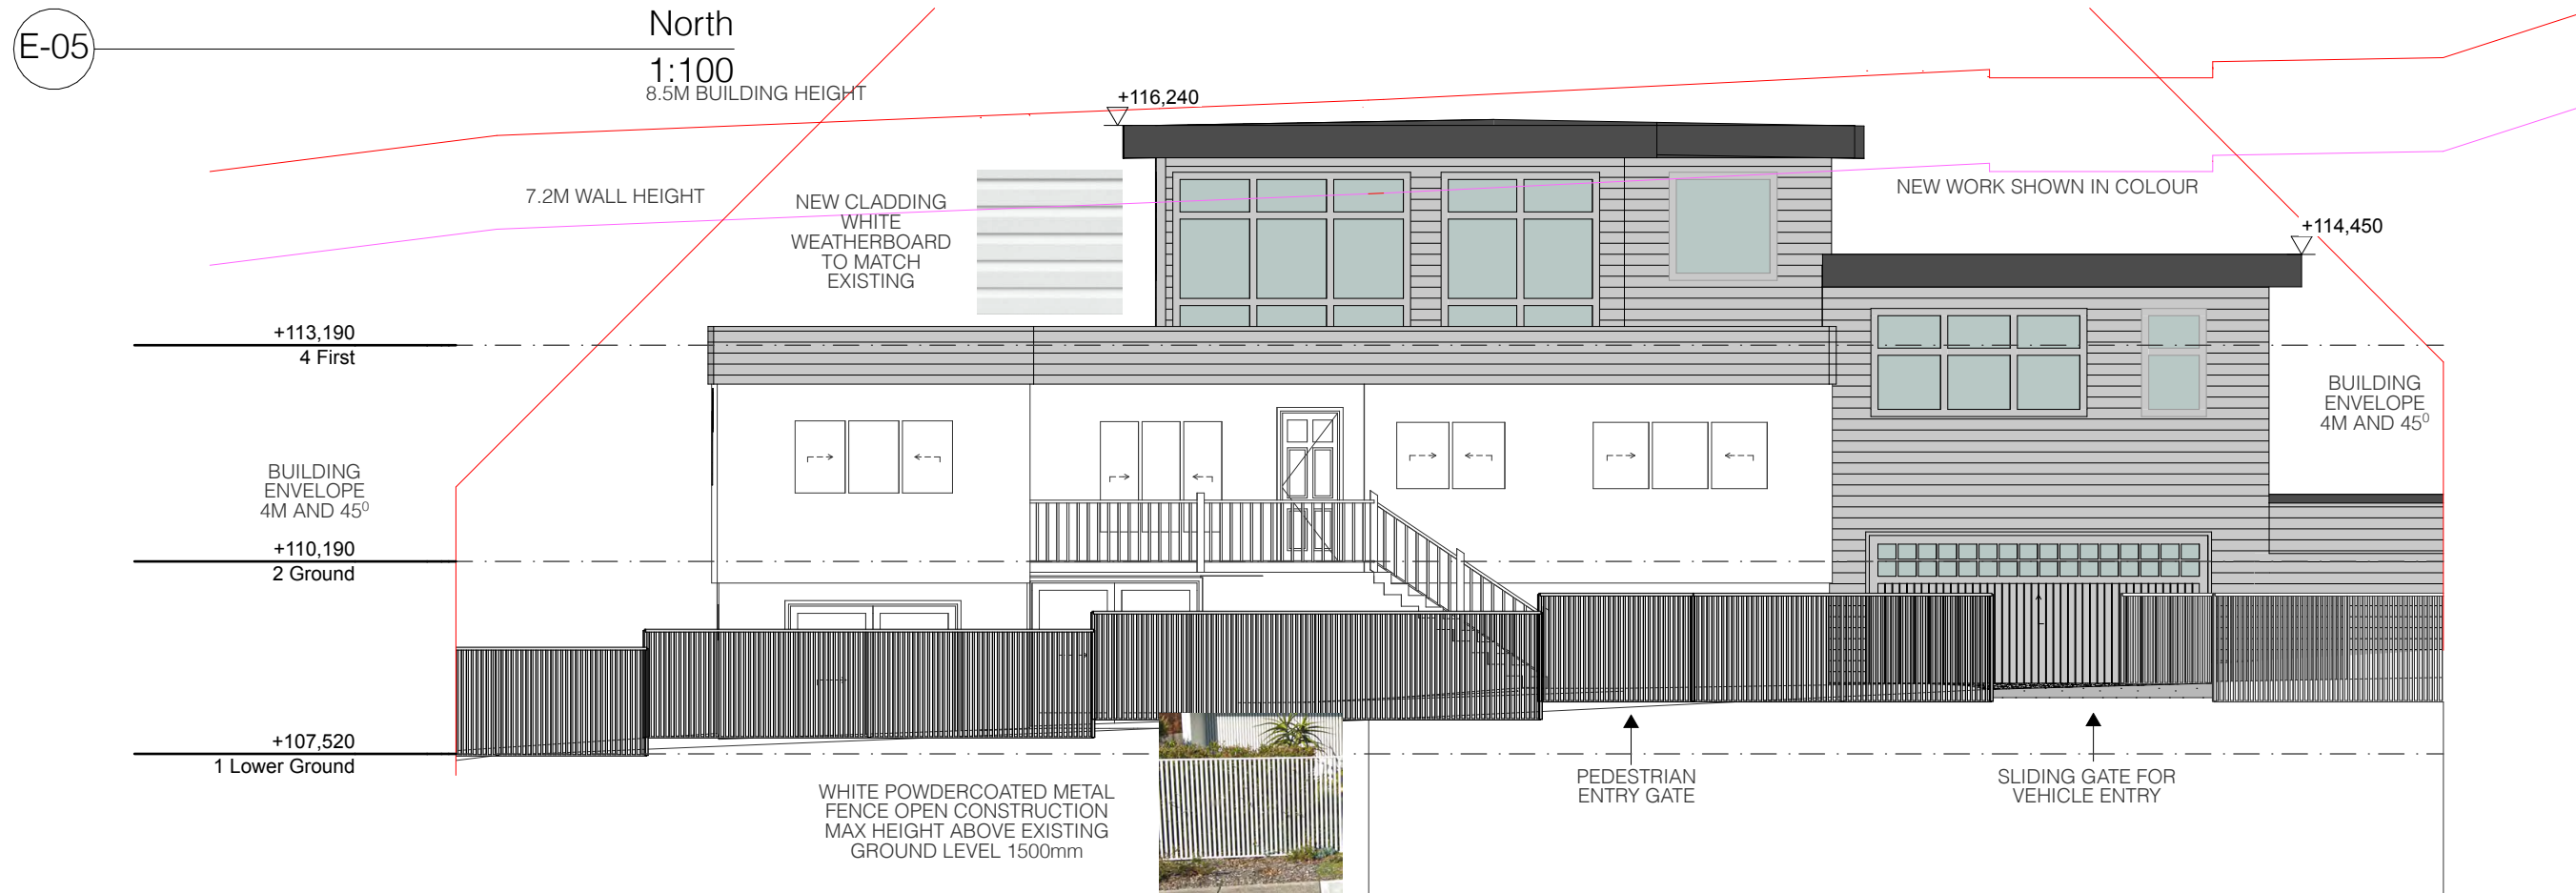 E-05
North
1:100
8.5M BUILDING HEIGHT
+116,240
7.2M WALL HEIGHT
NEW CLADDING
WHITE
WEATHERBOARD
TO MATCH
EXISTING
NEW WORK SHOWN IN COLOUR
+114,450
+113,190
4 First
BUILDING
ENVELOPE
4M AND 45⁰
BUILDING
ENVELOPE
4M AND 45⁰
+110,190
2 Ground
+107,520
1 Lower Ground
WHITE POWDERCOATED METAL
FENCE OPEN CONSTRUCTION
MAX HEIGHT ABOVE EXISTING
GROUND LEVEL 1500mm
PEDESTRIAN
ENTRY GATE
SLIDING GATE FOR
VEHICLE ENTRY